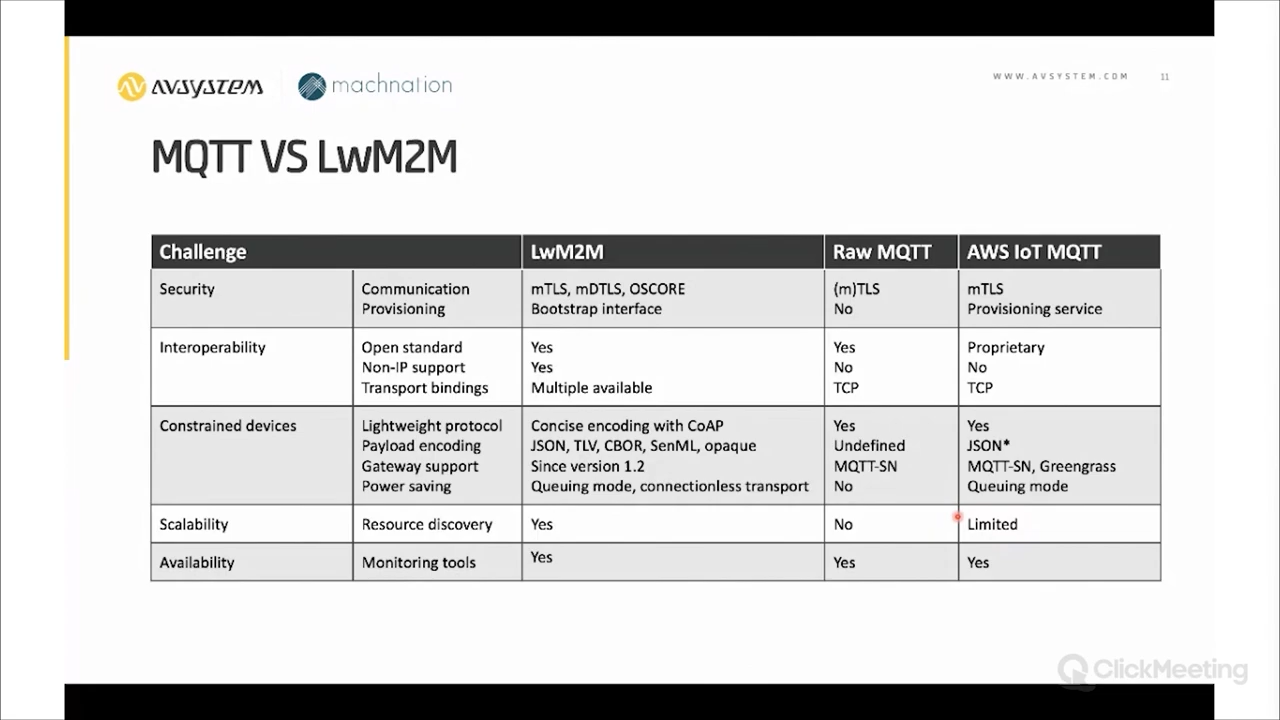 AVSYSTEM machnation WWW.AVSYSTEM.COM 11
MQTT VS LwM2M
Challenge LwM2M Raw MQTT AWS IoT MQTT
Security Communication mTLS, mDTLS, OSCORE (m)TLS mTLS
Provisioning Bootstrap interface No Provisioning service
Interoperability Open standard Yes Yes Proprietary
Non-IP support Yes No No
Transport bindings Multiple available TCP TCP
Constrained devices Lightweight protocol Concise encoding with CoAP Yes Yes
Payload encoding JSON, TLV, CBOR, SenML, opaque Undefined JSON*
Gateway support Since version 1.2 MQTT-SN MQTT-SN, Greengrass
Power saving Queuing mode, connectionless transport No Queuing mode
Scalability Resource discovery Yes No Limited
Availability Monitoring tools Yes Yes Yes
ClickMeeting